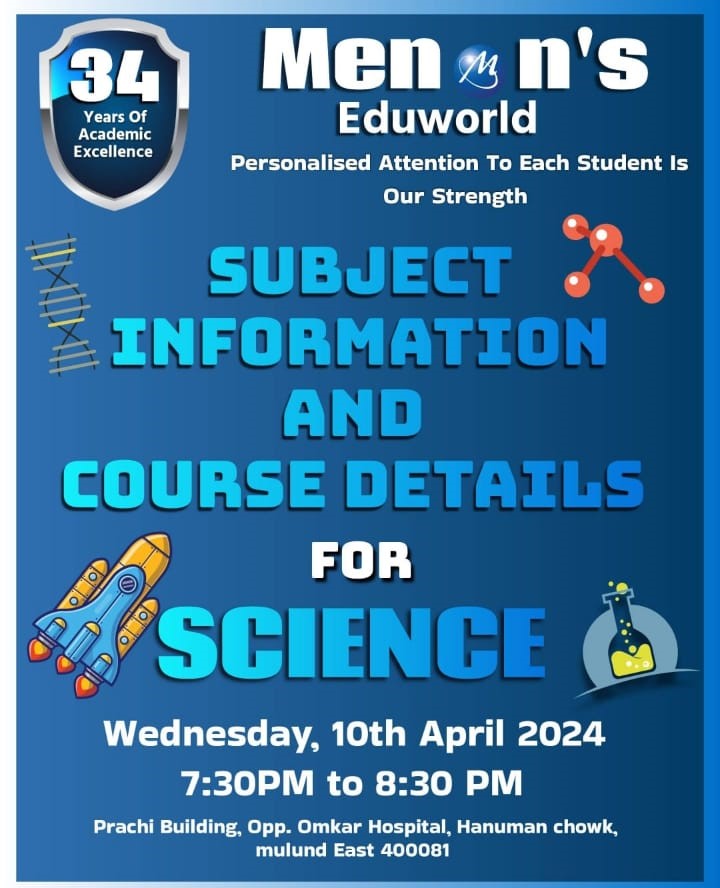 34
Years Of
Academic
Excellence
Menon's
Eduworld
Personalised Attention To Each Student Is
Our Strength
SUBJECT
INFORMATION
AND
COURSE DETAILS
FOR
SCIENCE
Wednesday, 10th April 2024
7:30PM to 8:30 PM
Prachi Building, Opp. Omkar Hospital, Hanuman chowk,
mulund East 400081